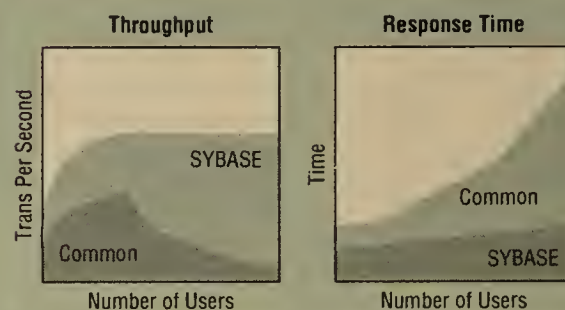 Throughput
Trans Per Second
SYBASE
Common
Number of Users
Response Time
Time
Common
SYBASE
Number of Users